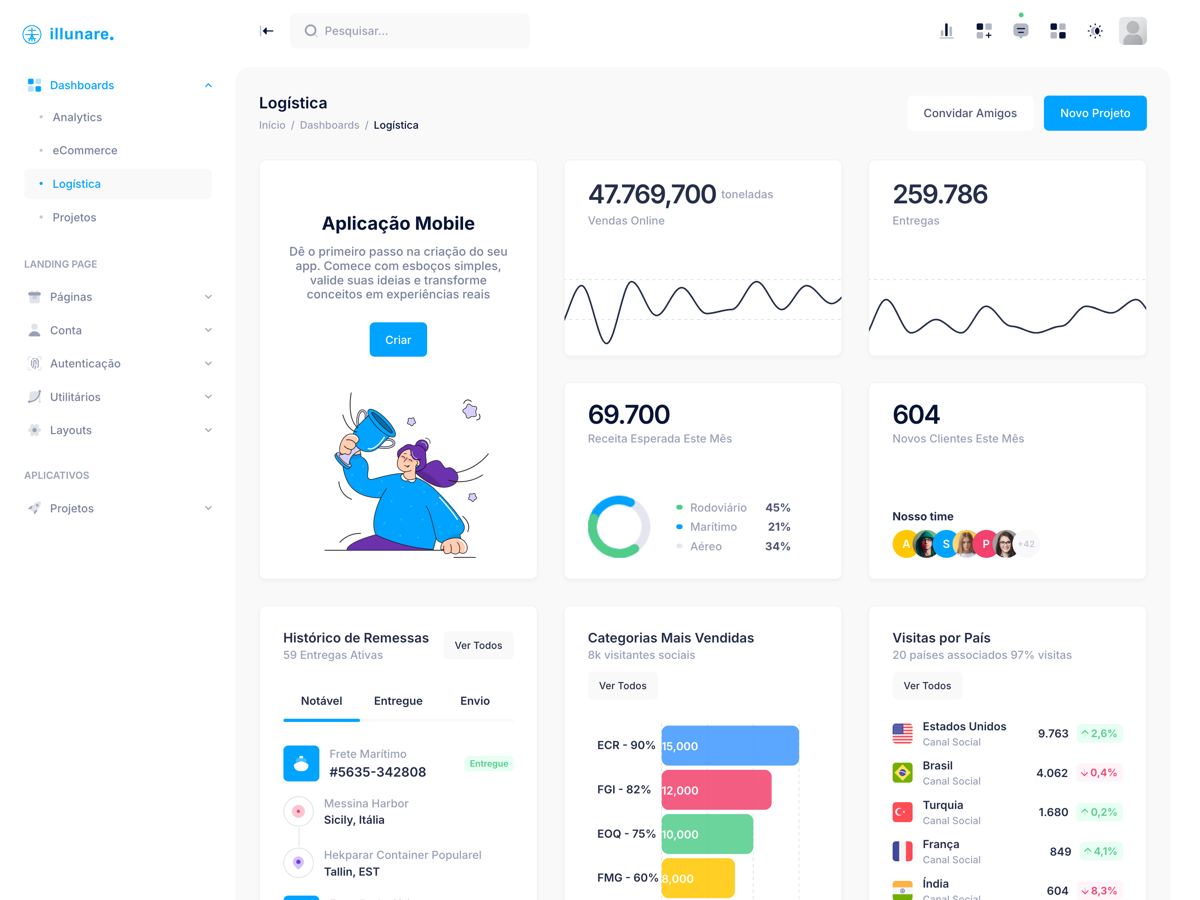 illunare.
Pesquisar...
Dashboards
Analytics
eCommerce
Logística
Projetos
LANDING PAGE
Páginas
Conta
Autenticação
Utilitários
Layouts
APLICATIVOS
Projetos
Logística
Início / Dashboards / Logística
Convidar Amigos
Novo Projeto
Aplicação Mobile
Dê o primeiro passo na criação do seu
app. Comece com esboços simples,
valide suas ideias e transforme
conceitos em experiências reais
Criar
47.769,700 toneladas
Vendas Online
259.786
Entregas
69.700
Receita Esperada Este Mês
Rodoviário 45%
Marítimo 21%
Aéreo 34%
604
Novos Clientes Este Mês
Nosso time
A S P +42
Histórico de Remessas
59 Entregas Ativas
Ver Todos
Notável Entregue Envio
Frete Marítimo
#5635-342808
Entregue
Messina Harbor
Sicily, Itália
Hekparar Container Popularel
Tallin, EST
Categorias Mais Vendidas
8k visitantes sociais
Ver Todos
ECR - 90% 15,000
FGI - 82% 12,000
EOQ - 75% 10,000
FMG - 60% 8,000
Visitas por País
20 países associados 97% visitas
Ver Todos
Estados Unidos
Canal Social
9.763 2,6%
Brasil
Canal Social
4.062 0,4%
Turquia
Canal Social
1.680 0,2%
França
Canal Social
849 4,1%
Índia
Canal Social
604 8,3%